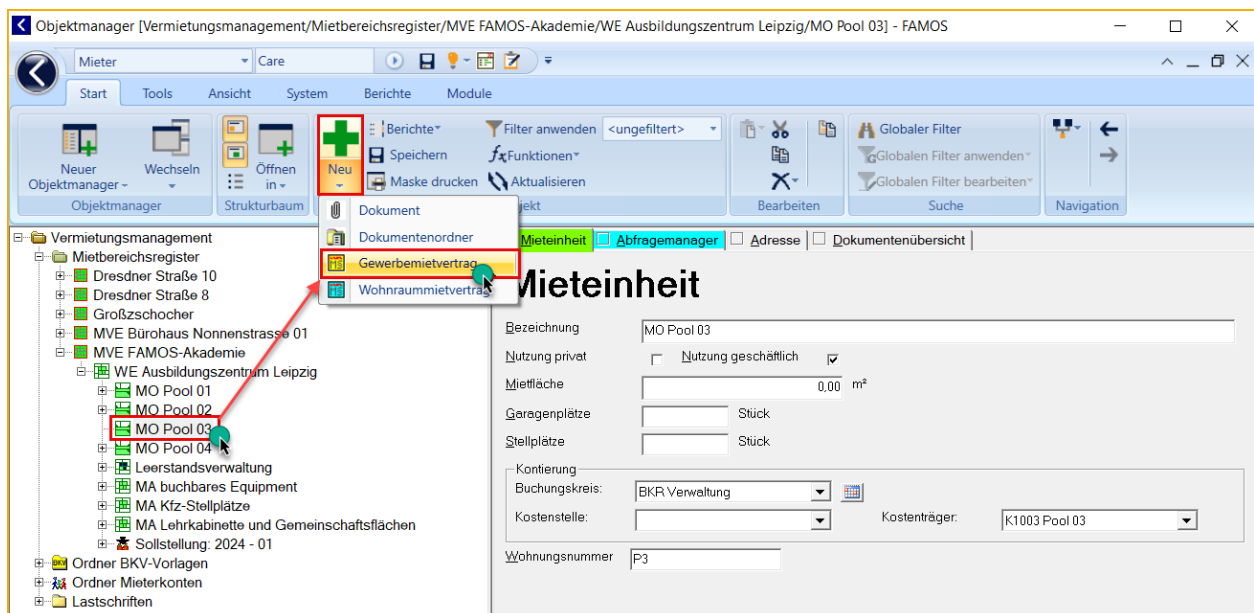 Objektmanager [Vermietungsmanagement/Mietbereichsregister/MVE FAMOS-Akademie/WE Ausbildungszentrum Leipzig/MO Pool 03] - FAMOS
Mieter Care
Start Tools Ansicht System Berichte Module
Neuer Objektmanager
Wechseln
Objektmanager
Öffnen in
Strukturbaum
Neu
Berichte
Speichern
Maske drucken
Filter anwenden <ungefiltert>
fxFunktionen
Aktualisieren
jekt
Bearbeiten
Globaler Filter
Globalen Filter anwenden
Globalen Filter bearbeiten
Suche
Navigation
Dokument
Dokumentenordner
Gewerbemietvertrag
Wohnraummietvertrag
Vermietungsmanagement
Mietbereichsregister
Dresdner Straße 10
Dresdner Straße 8
Großzschocher
MVE Bürohaus Nonnenstrasse 01
MVE FAMOS-Akademie
WE Ausbildungszentrum Leipzig
MO Pool 01
MO Pool 02
MO Pool 03
MO Pool 04
Leerstandsverwaltung
MA buchbares Equipment
MA Kfz-Stellplätze
MA Lehrkabinette und Gemeinschaftsflächen
Sollstellung: 2024 - 01
BKV Ordner BKV-Vorlagen
Ordner Mieterkonten
Lastschriften
Mieteinheit Abfragemanager Adresse Dokumentenübersicht
Mieteinheit
Bezeichnung MO Pool 03
Nutzung privat Nutzung geschäftlich
Mietfläche 0,00 m²
Garagenplätze Stück
Stellplätze Stück
Kontierung
Buchungskreis: BKR Verwaltung
Kostenstelle: Kostenträger: K1003 Pool 03
Wohnungsnummer P3